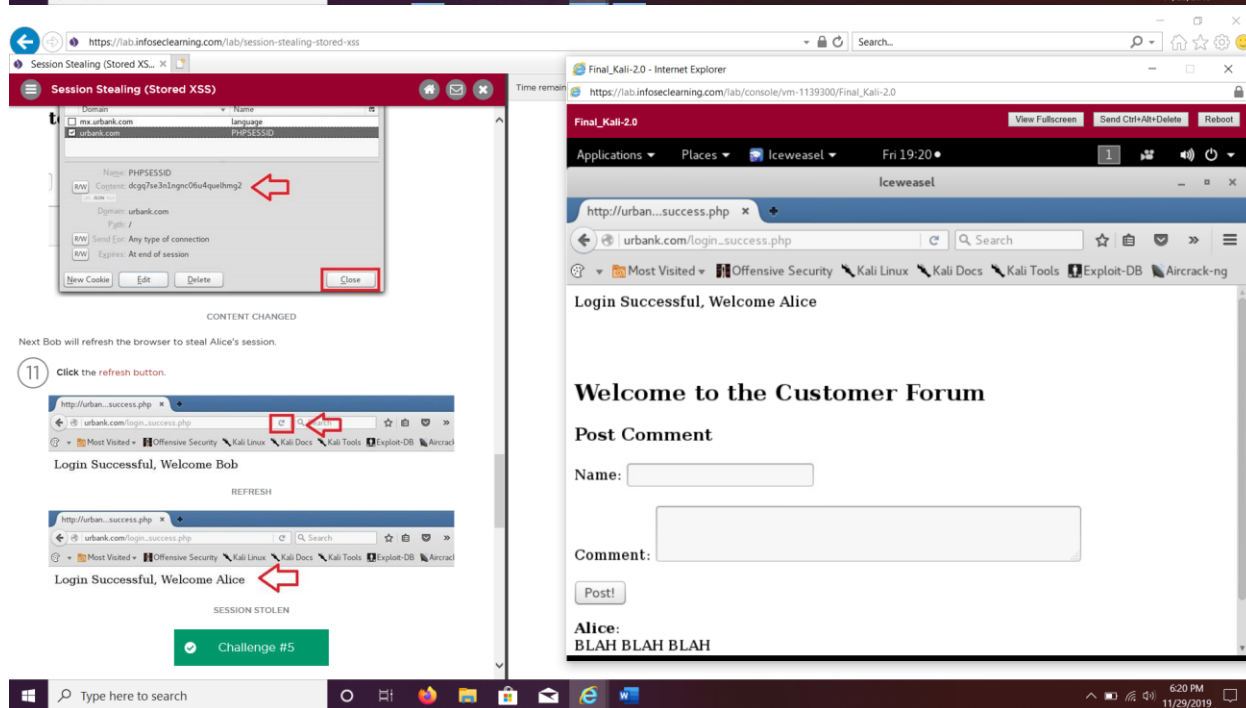 https://lab.infoseclearning.com/lab/session-stealing-stored-xss
Search...
Session Stealing (Stored XS...
Session Stealing (Stored XSS)
Time remain
Domain
Name
mx.urbank.com
language
urbank.com
PHPSESSID
Name: PHPSESSID
R/W
Content: dcgq7se3n1ngnc06u4quelhmg2
Domain: urbank.com
Path: /
R/W
Send For: Any type of connection
R/W
Expires: At end of session
New Cookie
Edit
Delete
Close
CONTENT CHANGED
Next Bob will refresh the browser to steal Alice's session.
11
Click the refresh button.
http://urban...success.php
urbank.com/login_success.php
Search
Most Visited
Offensive Security
Kali Linux
Kali Docs
Kali Tools
Exploit-DB
Aircrack
Login Successful, Welcome Bob
REFRESH
http://urban...success.php
urbank.com/login_success.php
Search
Most Visited
Offensive Security
Kali Linux
Kali Docs
Kali Tools
Exploit-DB
Aircrack
Login Successful, Welcome Alice
SESSION STOLEN
Challenge #5
Final_Kali-2.0 - Internet Explorer
https://lab.infoseclearning.com/lab/console/vm-1139300/Final_Kali-2.0
Final_Kali-2.0
View Fullscreen
Send Ctrl+Alt+Delete
Reboot
Applications
Places
Iceweasel
Fri 19:20
1
Iceweasel
http://urban...success.php
urbank.com/login_success.php
Search
Most Visited
Offensive Security
Kali Linux
Kali Docs
Kali Tools
Exploit-DB
Aircrack-ng
Login Successful, Welcome Alice
Welcome to the Customer Forum
Post Comment
Name:
Comment:
Post!
Alice:
BLAH BLAH BLAH
Type here to search
6:20 PM
11/29/2019